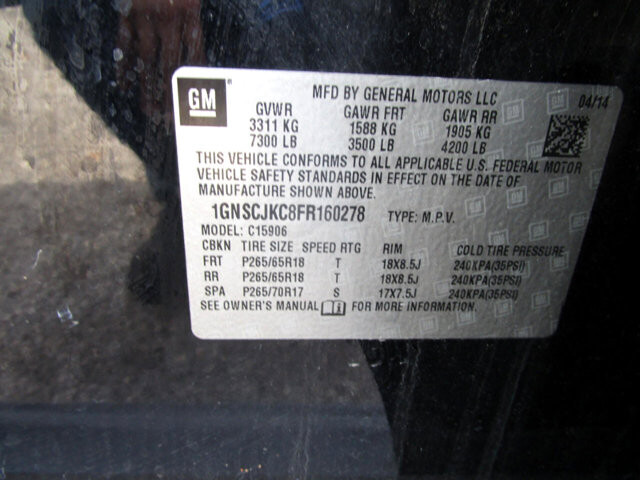 GM
MFD BY GENERAL MOTORS LLC 04/14
GVWR GAWR FRT GAWR RR
3311 KG 1588 KG 1905 KG
7300 LB 3500 LB 4200 LB
THIS VEHICLE CONFORMS TO ALL APPLICABLE U.S. FEDERAL MOTOR
VEHICLE SAFETY STANDARDS IN EFFECT ON THE DATE OF
MANUFACTURE SHOWN ABOVE.
1GNSCJKC8FR160278 TYPE: M.P.V.
MODEL: C15906
CBKN TIRE SIZE SPEED RTG RIM COLD TIRE PRESSURE
FRT P265/65R18 T 18X8.5J 240KPA(35PSI)
RR P265/65R18 T 18X8.5J 240KPA(35PSI)
SPA P265/70R17 S 17X7.5J 240KPA(35PSI)
SEE OWNER'S MANUAL FOR MORE INFORMATION.